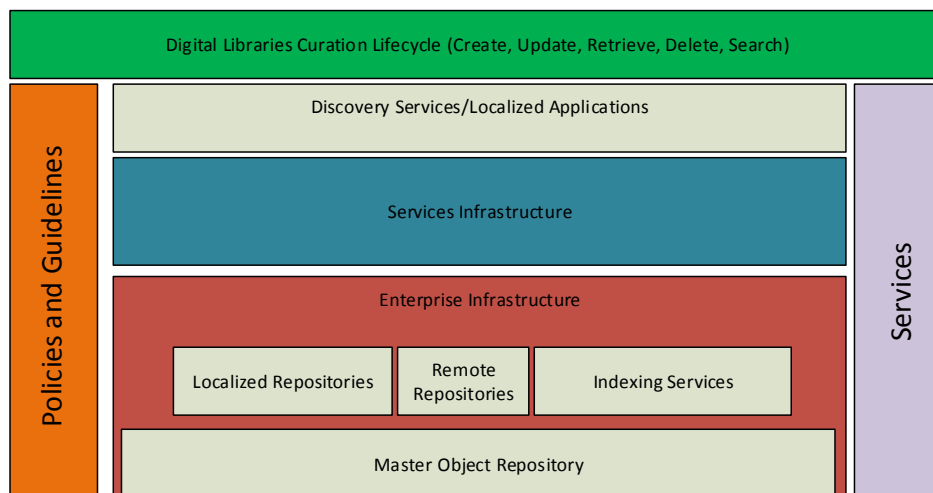 Digital Libraries Curation Lifecycle (Create, Update, Retrieve, Delete, Search)
Policies and Guidelines
Discovery Services/Localized Applications
Services Infrastructure
Enterprise Infrastructure
Localized Repositories
Remote
Repositories
Indexing Services
Master Object Repository
Services